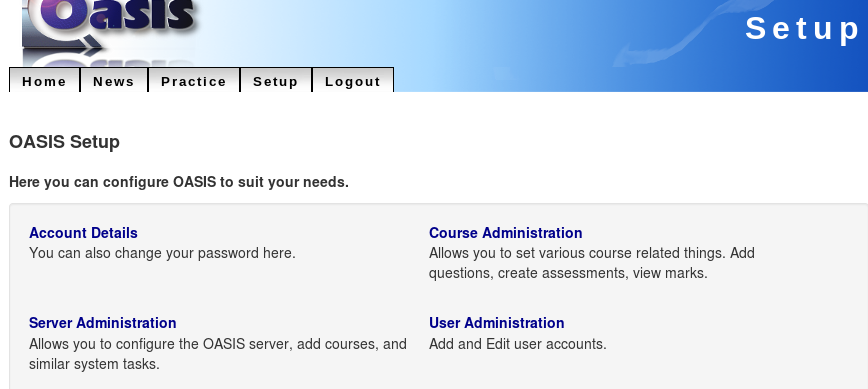 Oasis
Setup
Home News Practice Setup Logout
OASIS Setup
Here you can configure OASIS to suit your needs.
Account Details
You can also change your password here.
Course Administration
Allows you to set various course related things. Add
questions, create assessments, view marks.
Server Administration
Allows you to configure the OASIS server, add courses, and
similar system tasks.
User Administration
Add and Edit user accounts.